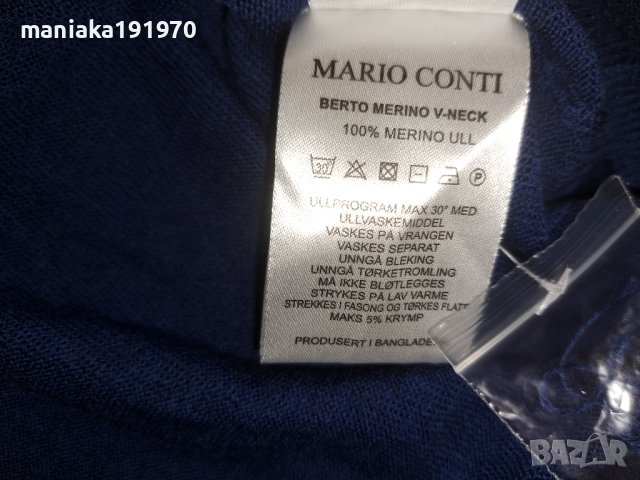 maniaka191970
MARIO CONTI
BERTO MERINO V-NECK
100% MERINO ULL
30
P
ULLPROGRAM MAX 30° MED
ULLVASKEMIDDEL
VASKES PÅ VRANGEN
VASKES SEPARAT
UNNGÅ BLEKING
UNNGÅ TØRKETROMLING
MÅ IKKE BLØTLEGGES
STRYKES PÅ LAV VARME
STREKKES I FASONG OG TØRKES FLATT
MAKS 5% KRYMP
PRODUSERT I BANGLADE
BAZAR